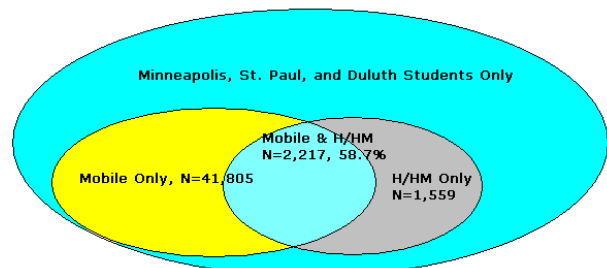 Minneapolis, St. Paul, and Duluth Students Only
Mobile & H/HM
N=2,217, 58.7%
Mobile Only, N=41,805
H/HM Only
N=1,559